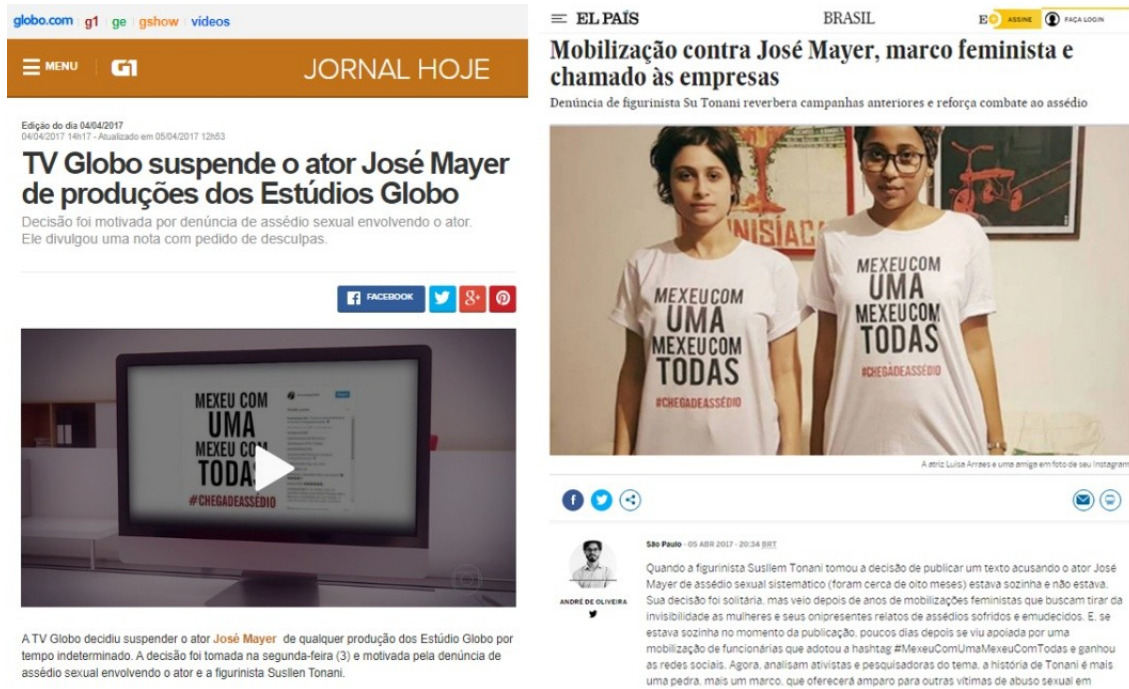 globo.com g1 ge gshow vídeos
MENU G1 JORNAL HOJE
Edição do dia 04/04/2017
04/04/2017 14h17 - Atualizado em 05/04/2017 12h53
TV Globo suspende o ator José Mayer
de produções dos Estúdios Globo
Decisão foi motivada por denúncia de assédio sexual envolvendo o ator.
Ele divulgou uma nota com pedido de desculpas.
FACEBOOK
MEXEU COM
UMA
MEXEU COM
TODAS
#CHEGADEASSÉDIO
A TV Globo decidiu suspender o ator José Mayer de qualquer produção dos Estúdio Globo por
tempo indeterminado. A decisão foi tomada na segunda-feira (3) e motivada pela denúncia de
assédio sexual envolvendo o ator e a figurinista Susllen Tonani.
EL PAÍS BRASIL ASSINE FAÇA LOGIN
Mobilização contra José Mayer, marco feminista e
chamado às empresas
Denúncia de figurinista Su Tonani reverbera campanhas anteriores e reforça combate ao assédio
NISÍAC
MEXEU COM
UMA
MEXEU COM
TODAS
#CHEGADEASSÉDIO
MEXEU COM
UMA
MEXEU COM
TODAS
#CHEGADEASSÉDIO
A atriz Luisa Arraes e uma amiga em foto de seu Instagram
São Paulo - 05 ABR 2017 - 20:34 BRT
ANDRÉ DE OLIVEIRA
Quando a figurinista Susllem Tonani tomou a decisão de publicar um texto acusando o ator José
Mayer de assédio sexual sistemático (foram cerca de oito meses) estava sozinha e não estava.
Sua decisão foi solitária, mas veio depois de anos de mobilizações feministas que buscam tirar da
invisibilidade as mulheres e seus onipresentes relatos de assédios sofridos e emudecidos. E, se
estava sozinha no momento da publicação, poucos dias depois se viu apoiada por uma
mobilização de funcionárias que adotou a hashtag #MexeuComUmaMexeuComTodas e ganhou
as redes sociais. Agora, analisam ativistas e pesquisadoras do tema, a história de Tonani é mais
uma pedra, mais um marco, que oferecerá amparo para outras vítimas de abuso sexual em